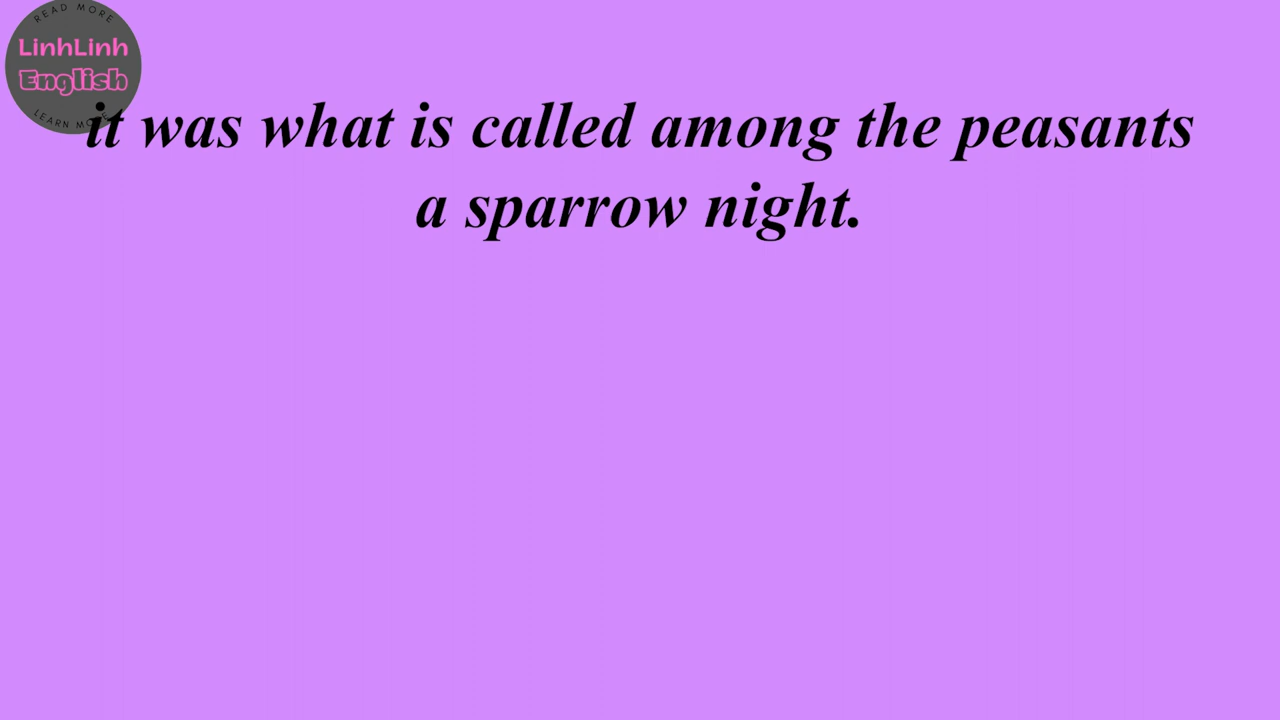 READ MORE
LinhLinh
English
LEARN MORE
it was what is called among the peasants
a sparrow night.